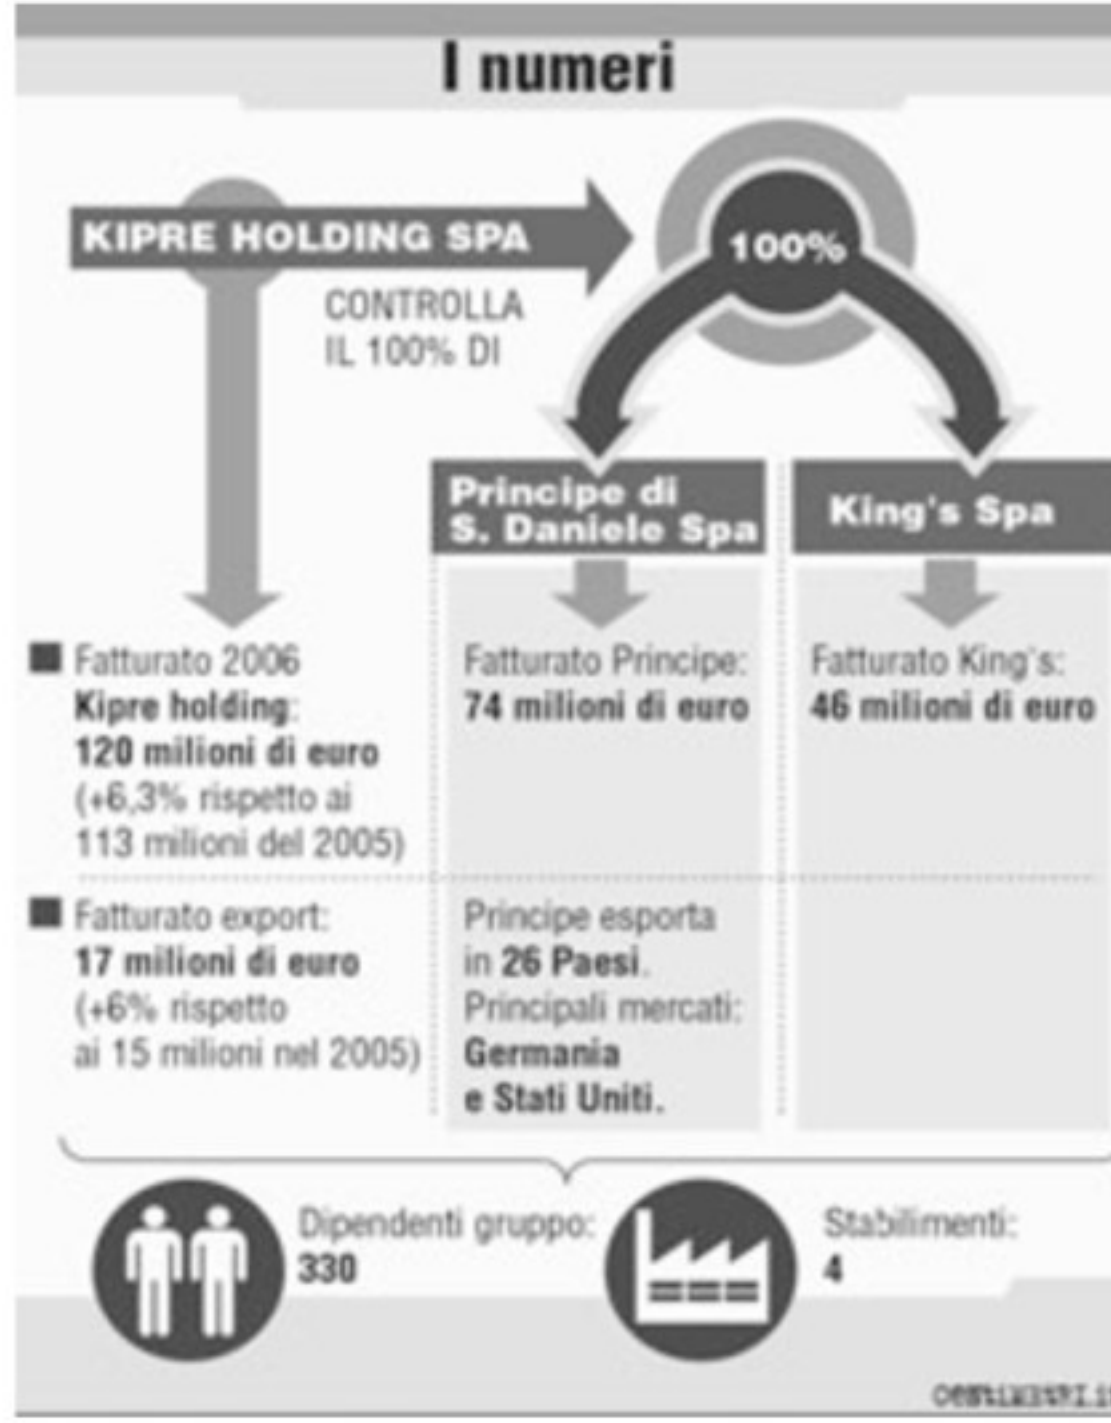 I numeri
KIPRE HOLDING SPA
100%
CONTROLLA
IL 100% DI
Principe di
S. Daniele Spa
King's Spa
Fatturato 2006
Kipre holding:
120 milioni di euro
(+6,3% rispetto ai
113 milioni del 2005)
Fatturato Principe:
74 milioni di euro
Fatturato King's:
46 milioni di euro
Fatturato export:
17 milioni di euro
(+6% rispetto
ai 15 milioni nel 2005)
Principe esporta
in 26 Paesi.
Principali mercati:
Germania
e Stati Uniti.
Dipendenti gruppo:
330
Stabilimenti:
4